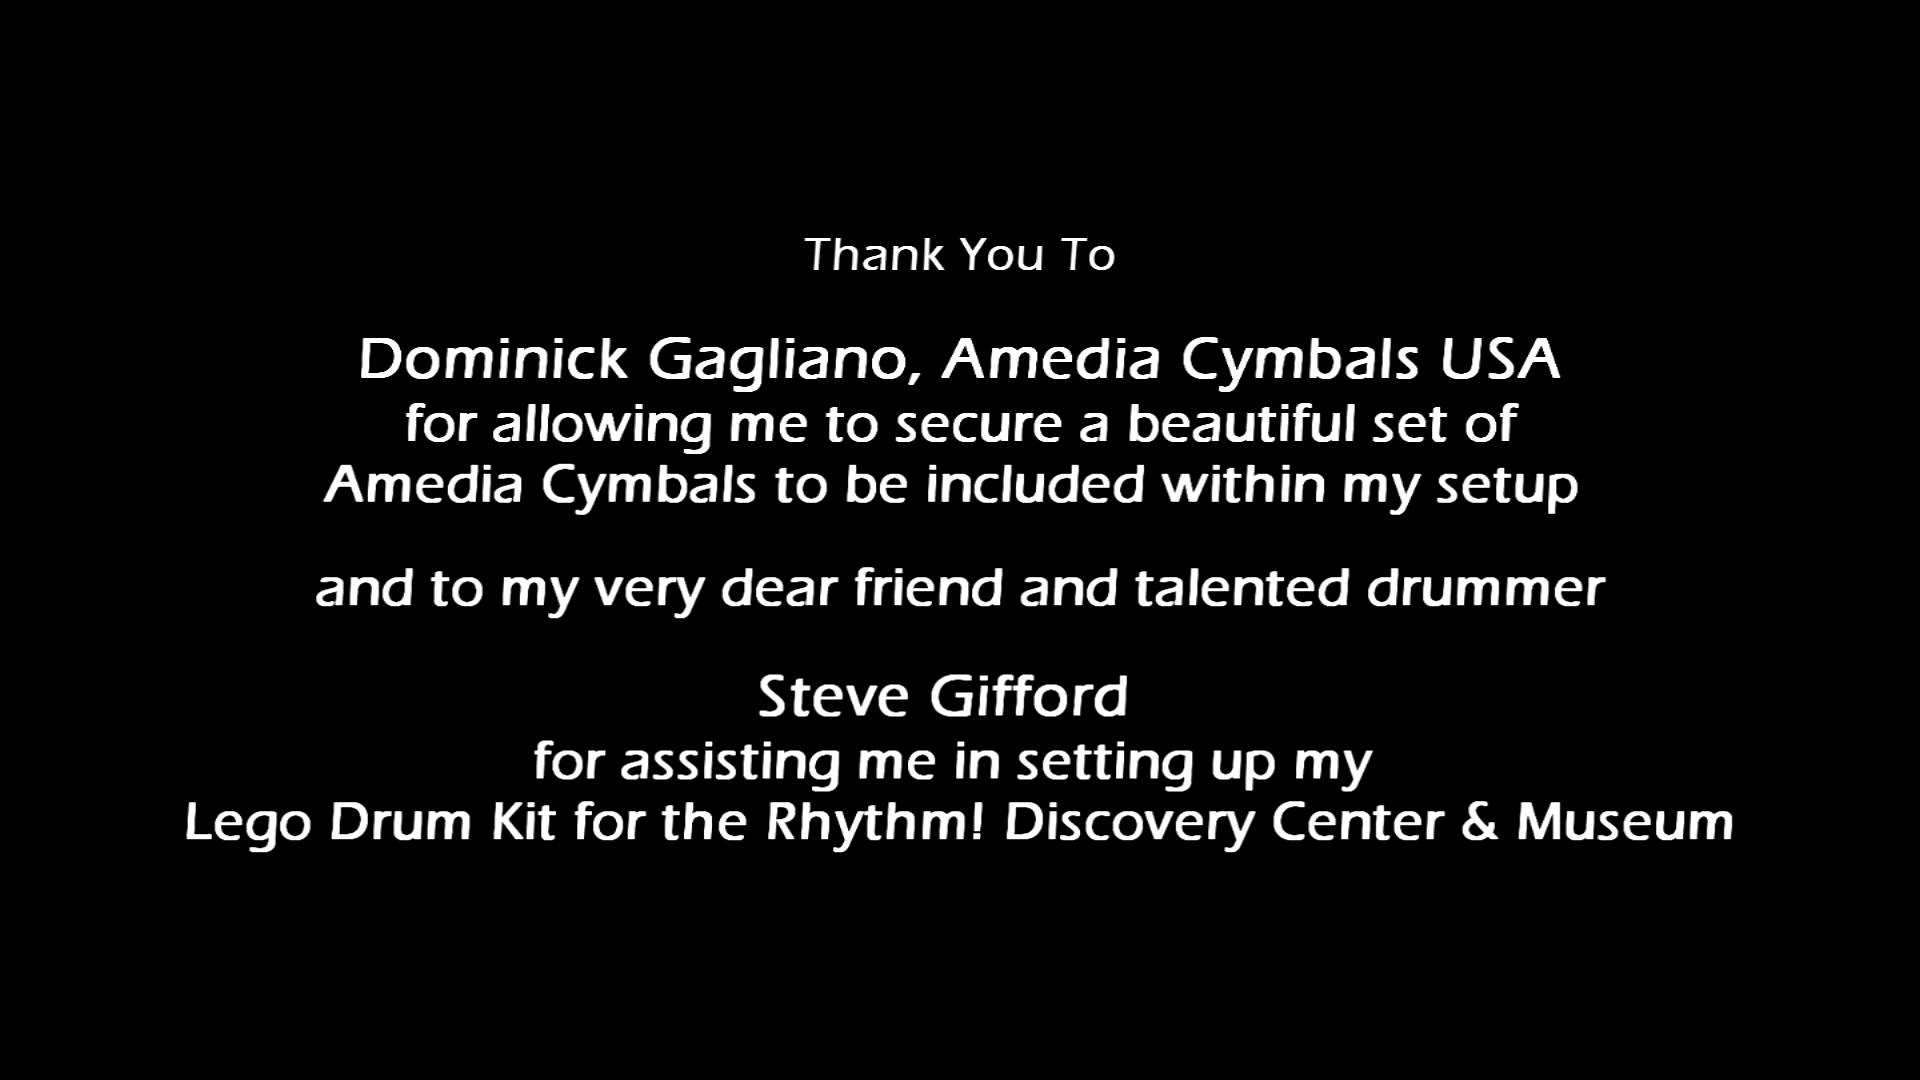 Thank You To
Dominick Gagliano, Amedia Cymbals USA
for allowing me to secure a beautiful set of
Amedia Cymbals to be included within my setup
and to my very dear friend and talented drummer
Steve Gifford
for assisting me in setting up my
Lego Drum Kit for the Rhythm! Discovery Center & Museum